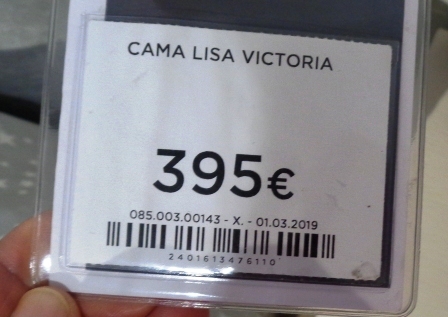 CAMA LISA VICTORIA
395€
085.003.00143 - X. - 01.03.2019
2401613476110